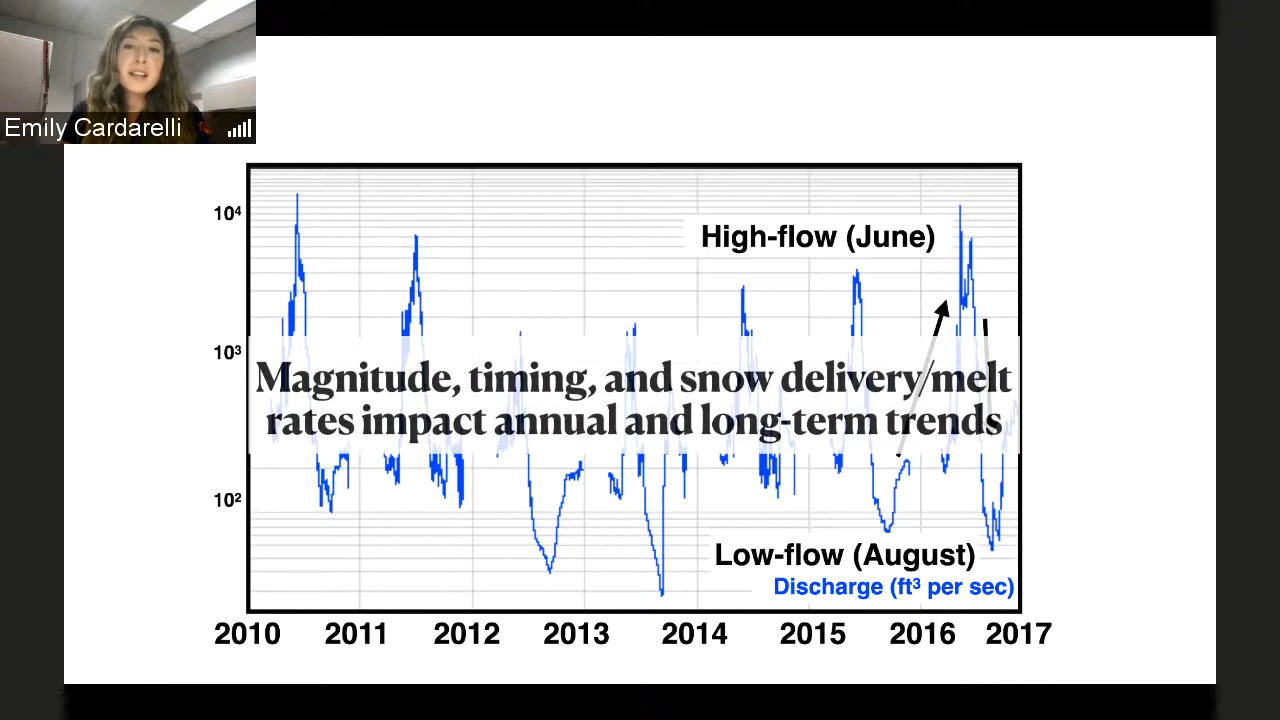 Emily Cardarelli
10⁴
High-flow (June)
10³
Magnitude, timing, and snow delivery/melt
rates impact annual and long-term trends
10²
Low-flow (August)
Discharge (ft³ per sec)
2010 2011 2012 2013 2014 2015 2016 2017